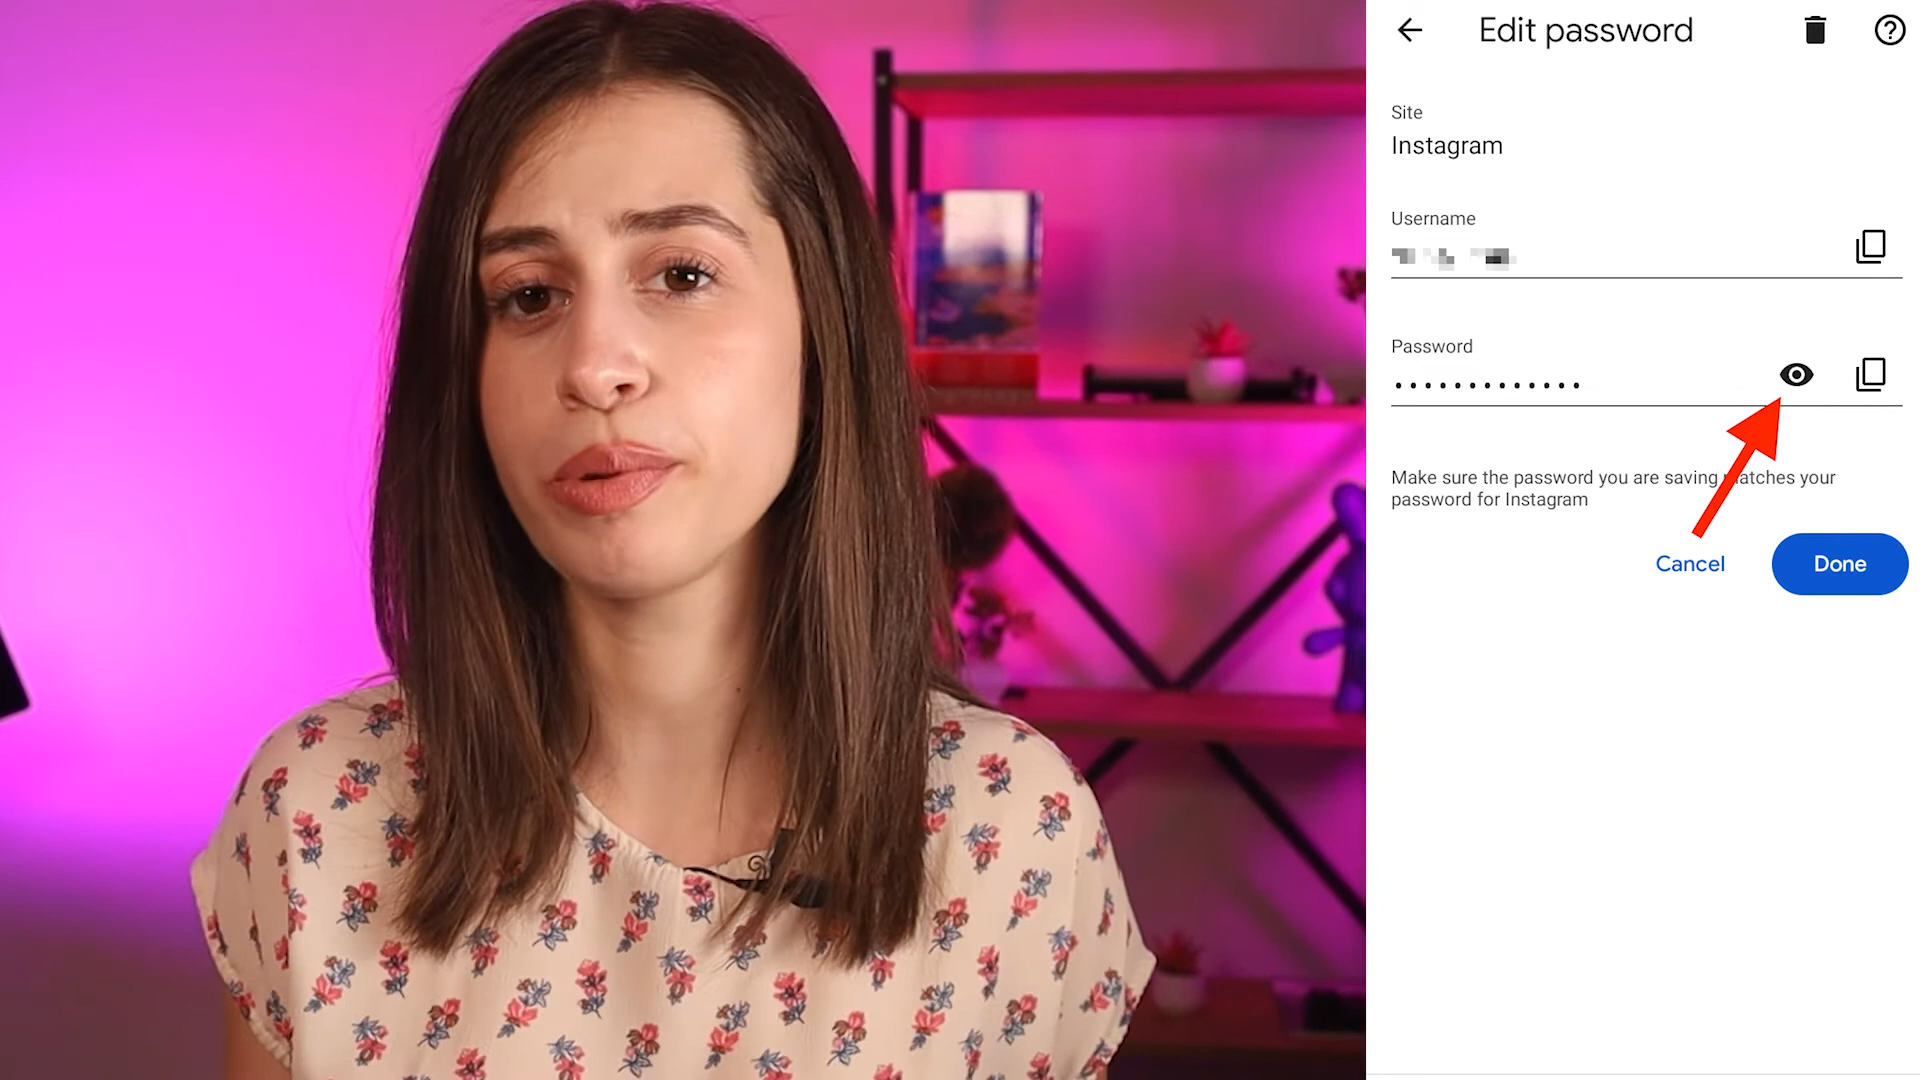 Edit password
Site
Instagram
Username
Password
Make sure the password you are saving matches your
password for Instagram
Cancel
Done